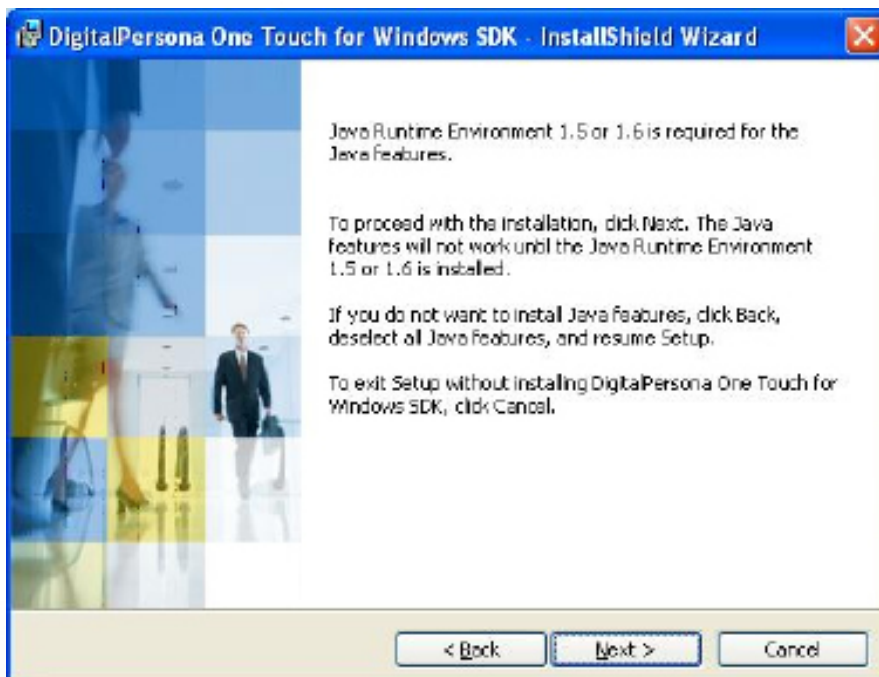 DigitalPersona One Touch for Windows SDK - InstallShield Wizard
Java Runtime Environment 1.5 or 1.6 is required for the
Java features.
To proceed with the installation, click Next. The Java
features will not work until the Java Runtime Environment
1.5 or 1.6 is installed.
If you do not want to install Java features, click Back,
deselect all Java features, and resume Setup.
To exit Setup without installing DigitalPersona One Touch for
Windows SDK, click Cancel.
< Back
Next >
Cancel